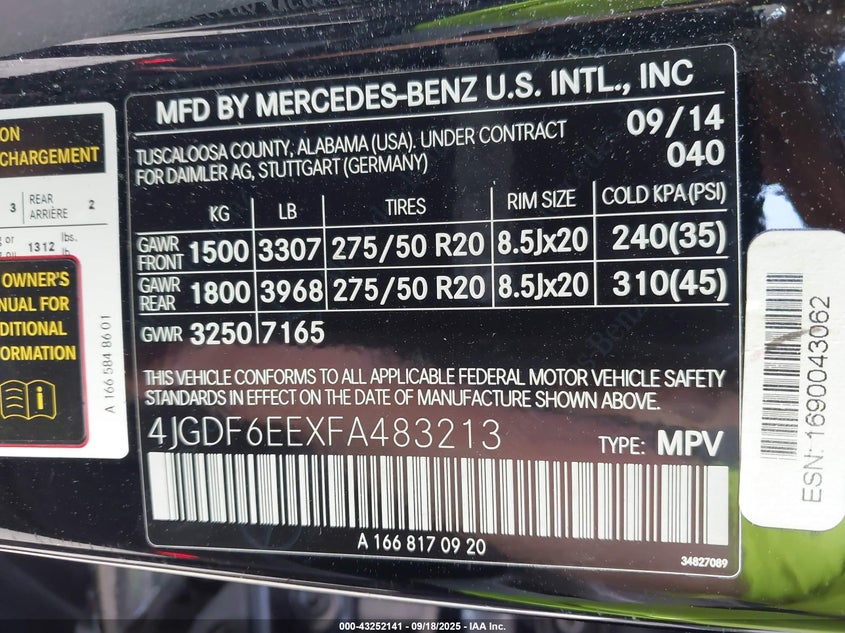 MFD BY MERCEDES-BENZ U.S. INTL., INC
TUSCALOOSA COUNTY, ALABAMA (USA). UNDER CONTRACT
FOR DAIMLER AG, STUTTGART (GERMANY)
09/14
040
KG LB TIRES RIM SIZE COLD KPA(PSI)
GAWR FRONT 1500 3307 275/50 R20 8.5Jx20 240(35)
GAWR REAR 1800 3968 275/50 R20 8.5Jx20 310(45)
GVWR 3250 7165
THIS VEHICLE CONFORMS TO ALL APPLICABLE FEDERAL MOTOR VEHICLE SAFETY
STANDARDS IN EFFECT ON THE DATE OF MANUFACTURE SHOWN ABOVE.
4JGDF6EEXFA483213 TYPE: MPV
A 166 817 09 20
34827089
ON
CHARGEMENT
3 REAR ARRIÈRE 2
or 1312 lbs.
OWNER'S
NUAL FOR
DITIONAL
FORMATION
A 166 584 86 01
ESN: 1690043062
000-43252141 - 09/18/2025 - IAA Inc.